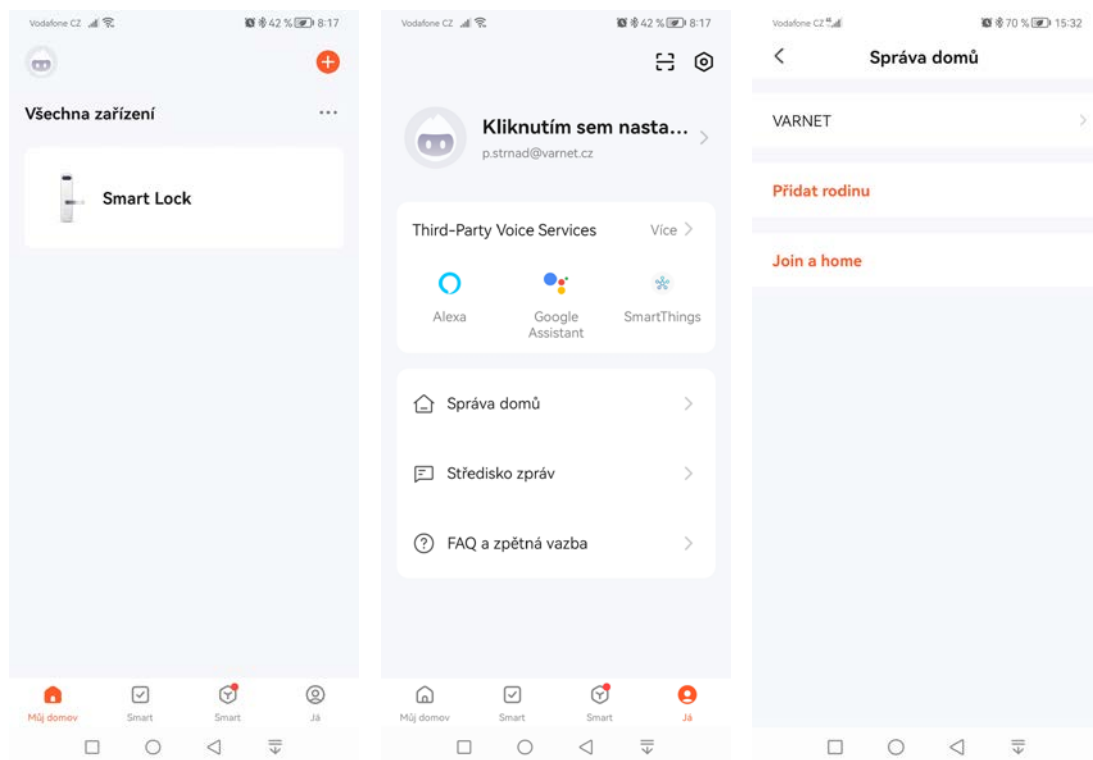 Vodafone CZ 42 % 8:17
Všechna zařízení
Smart Lock
Můj domov Smart Smart Já
Vodafone CZ 42 % 8:17
Kliknutím sem nasta...
p.strnad@varnet.cz
Third-Party Voice Services Více
Alexa Google Assistant SmartThings
Správa domů
Středisko zpráv
FAQ a zpětná vazba
Můj domov Smart Smart Já
Vodafone CZ 70 % 15:32
Správa domů
VARNET
Přidat rodinu
Join a home